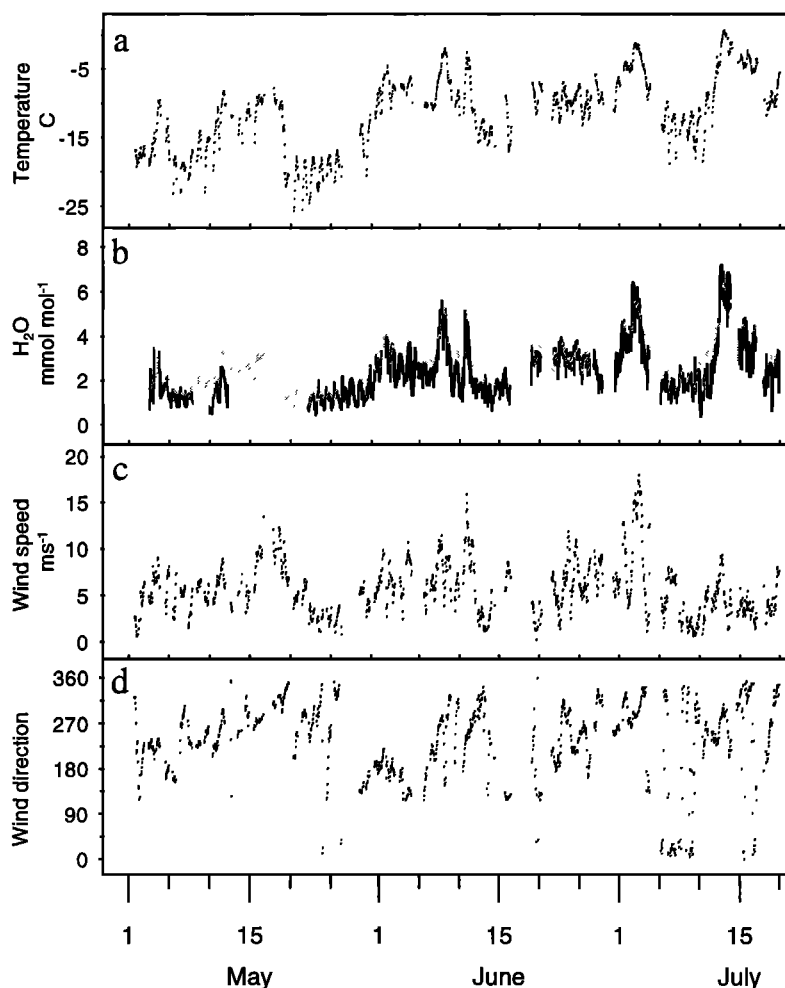 a
Temperature
C
-5
-15
-25
b
H₂O
mmol mol⁻¹
8
6
4
2
0
c
Wind speed
ms⁻¹
20
15
10
5
0
d
Wind direction
360
270
180
90
0
1 15 1 15 1 15
May June July